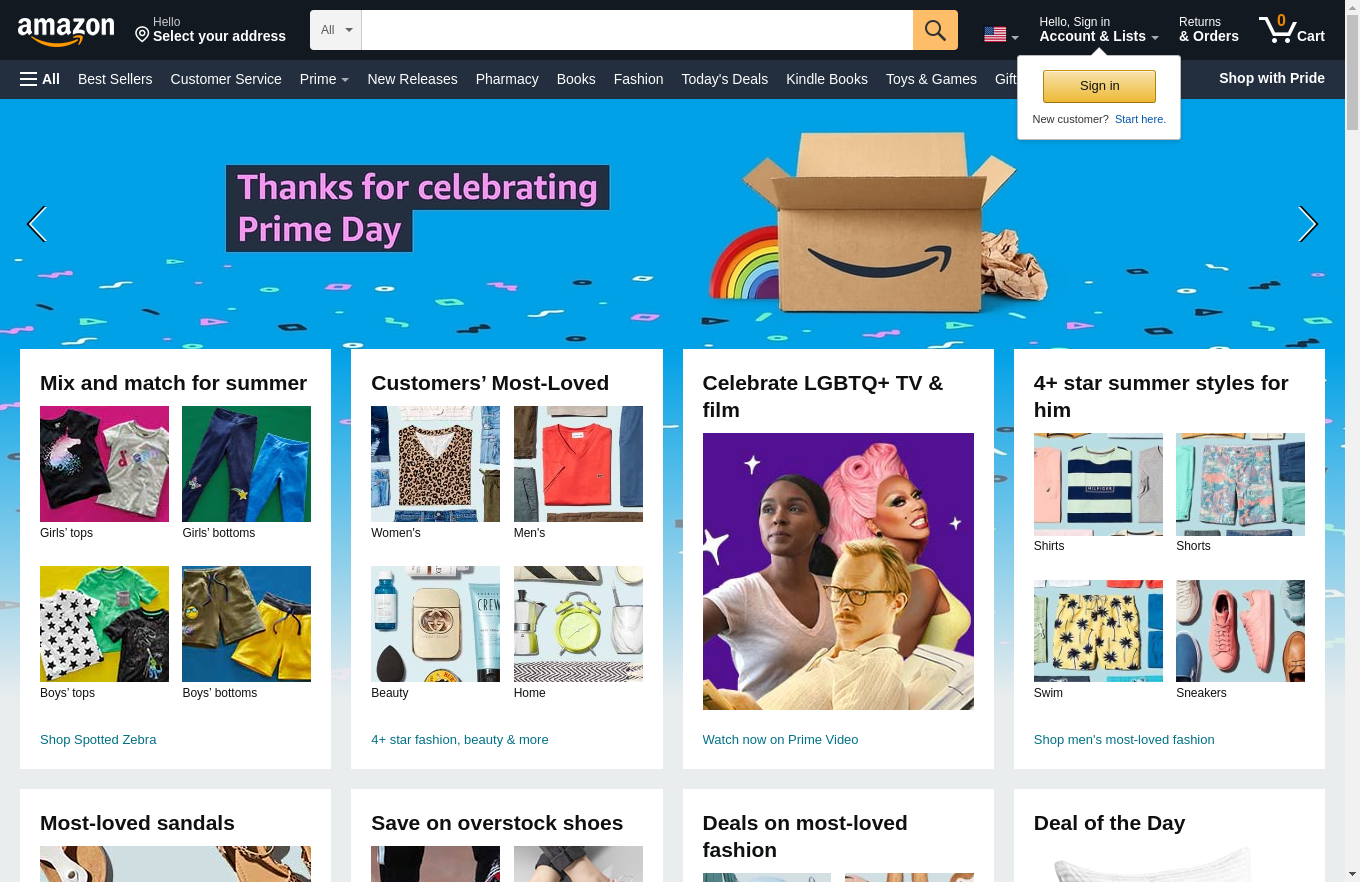 amazon
Hello
Select your address
All
Hello, Sign in
Account & Lists
Returns
& Orders
0
Cart
All
Best Sellers
Customer Service
Prime
New Releases
Pharmacy
Books
Fashion
Today's Deals
Kindle Books
Toys & Games
Gift
Shop with Pride
Sign in
New customer? Start here.
Thanks for celebrating
Prime Day
Mix and match for summer
Girls’ tops
Girls’ bottoms
Boys’ tops
Boys’ bottoms
Shop Spotted Zebra
Customers’ Most-Loved
Women's
Men's
CREW
Beauty
Home
4+ star fashion, beauty & more
Celebrate LGBTQ+ TV &
film
Watch now on Prime Video
4+ star summer styles for
him
HILFIGER
Shirts
Shorts
Swim
Sneakers
Shop men's most-loved fashion
Most-loved sandals
Save on overstock shoes
Deals on most-loved
fashion
Deal of the Day